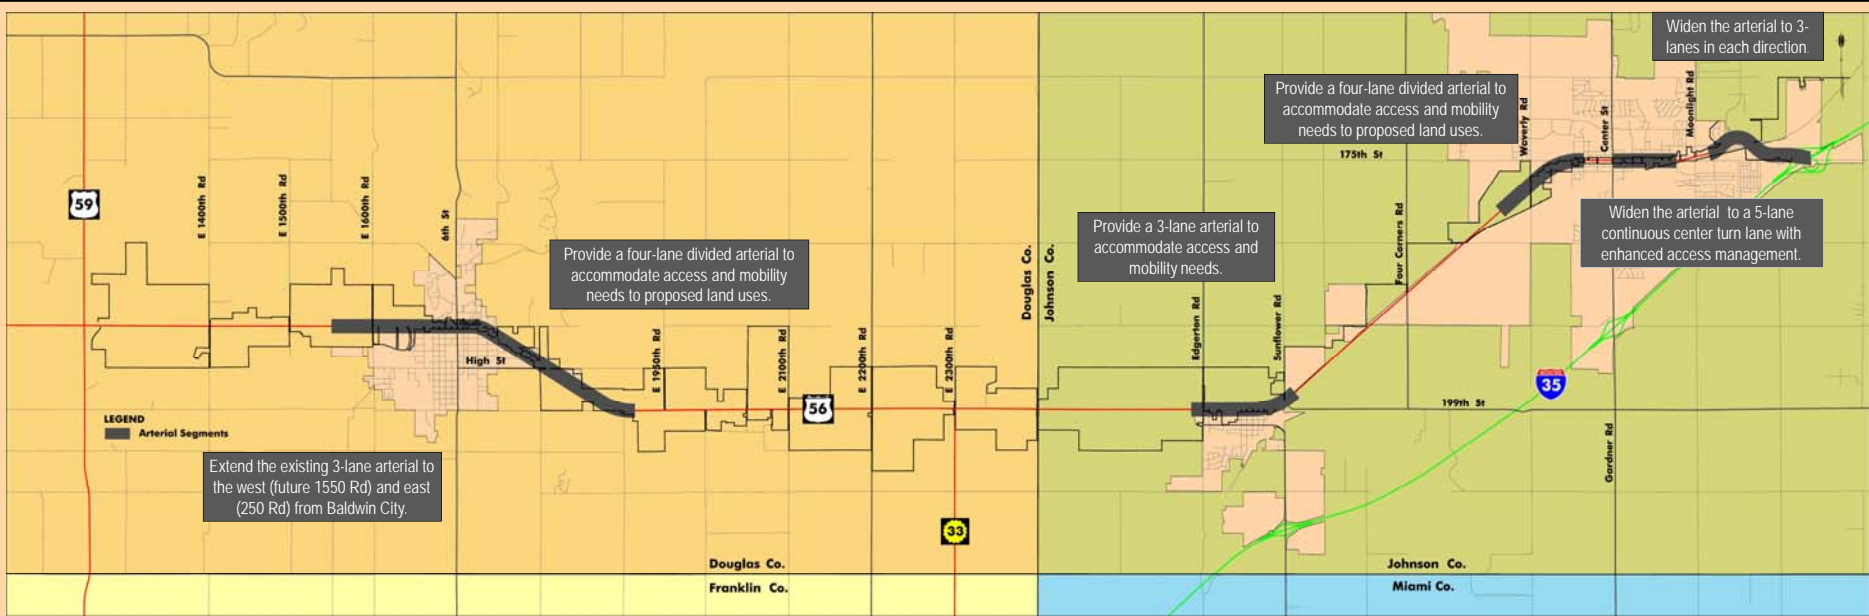 Widen the arterial to 3-
lanes in each direction.
Provide a four-lane divided arterial to
accommodate access and mobility
needs to proposed land uses.
Waverly Rd
Center St
Moonlight Rd
175th St
59
E 1400th Rd
E 1500th Rd
E 1600th Rd
6th St
Provide a four-lane divided arterial to
accommodate access and mobility
needs to proposed land uses.
Douglas Co.
Johnson Co.
Provide a 3-lane arterial to
accommodate access and
mobility needs.
Four Corners Rd
Widen the arterial to a 5-lane
continuous center turn lane with
enhanced access management.
High St
E 1950th Rd
E 2100th Rd
E 2200th Rd
E 2300th Rd
Edgerton Rd
Sunflower Rd
35
56
199th St
Gardner Rd
LEGEND
Arterial Segments
Extend the existing 3-lane arterial to
the west (future 1550 Rd) and east
(250 Rd) from Baldwin City.
33
Douglas Co.
Franklin Co.
Johnson Co.
Miami Co.